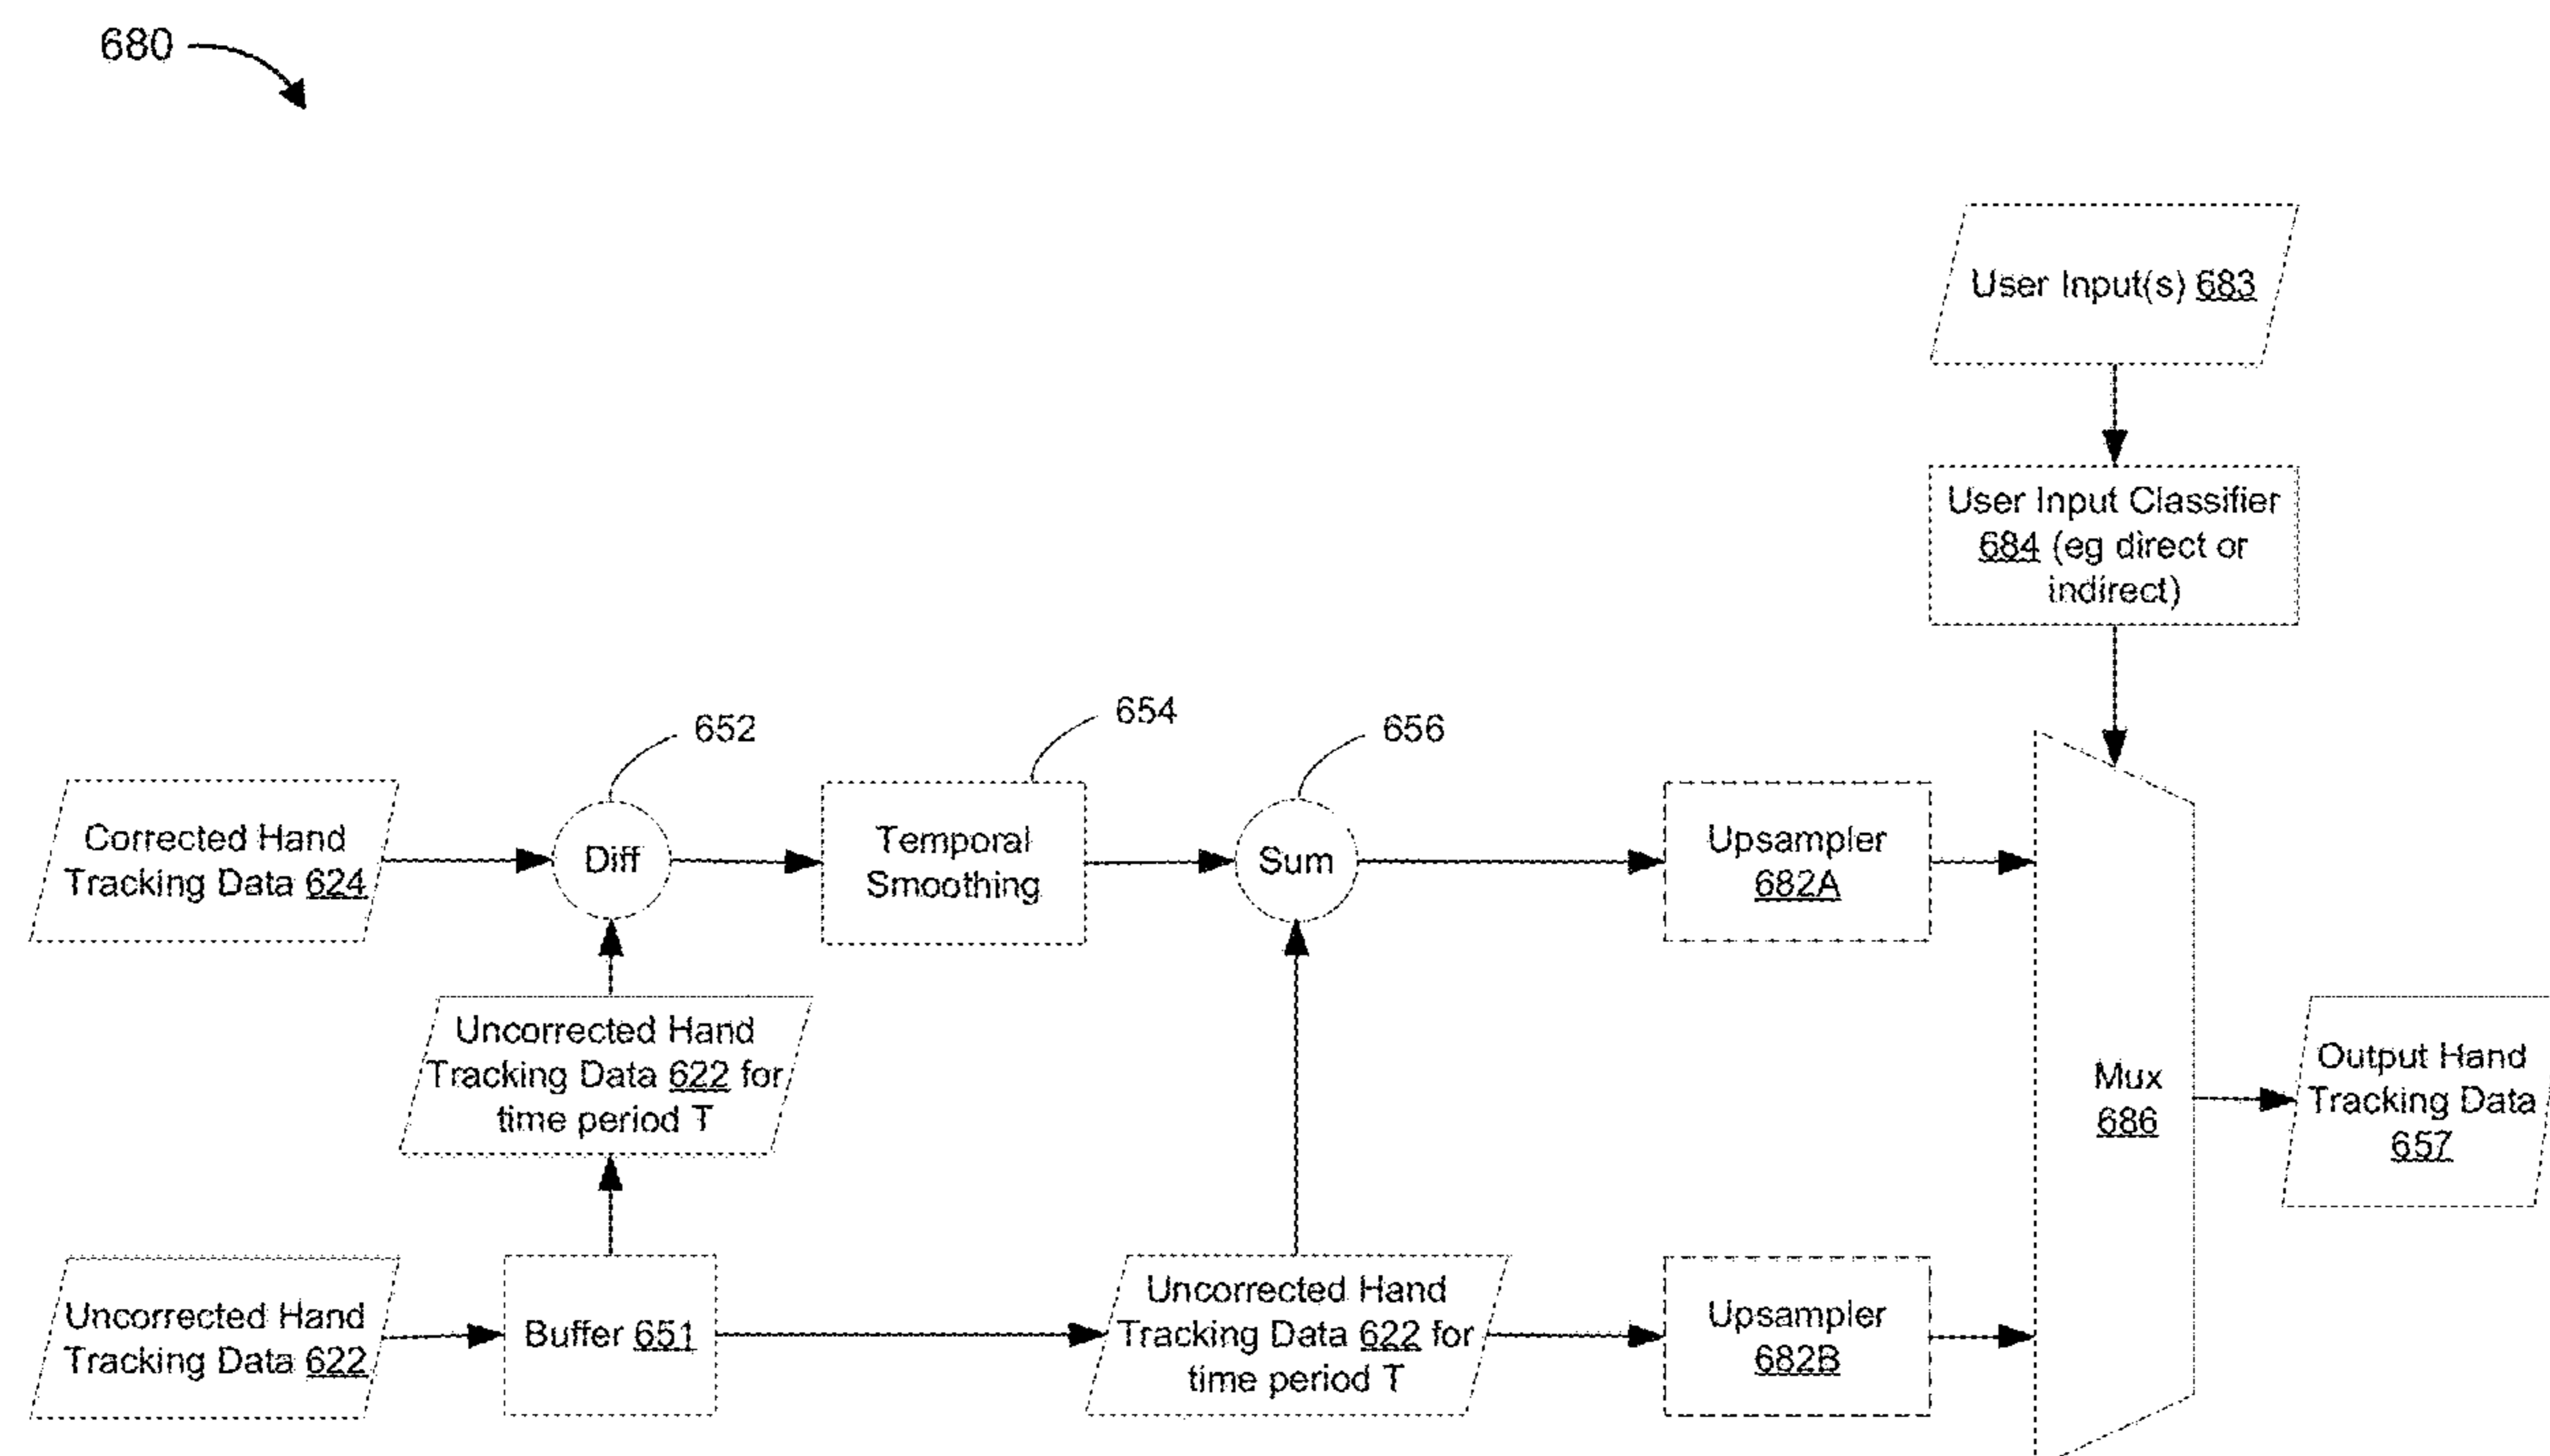 680
User Input(s) 683
User Input Classifier
684 (eg direct or
indirect)
652
654
656
Corrected Hand
Tracking Data 624
Diff
Temporal
Smoothing
Sum
Upsampler
682A
Uncorrected Hand
Tracking Data 622 for
time period T
Mux
686
Output Hand
Tracking Data
657
Uncorrected Hand
Tracking Data 622
Buffer 651
Uncorrected Hand
Tracking Data 622 for
time period T
Upsampler
682B